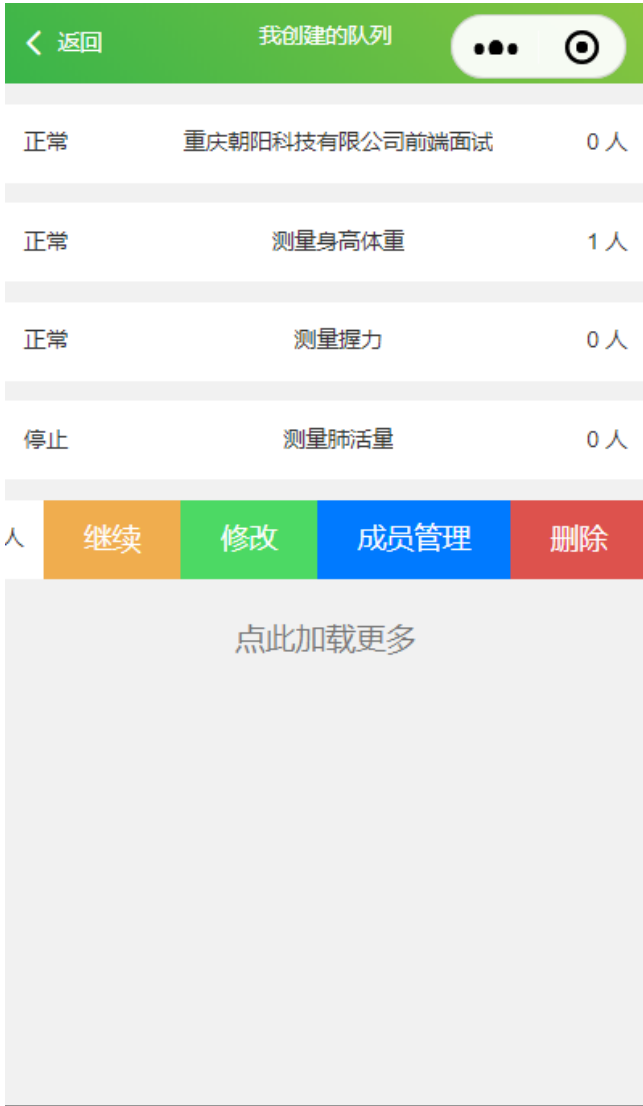 返回 我创建的队列
正常 重庆朝阳科技有限公司前端面试 0 人
正常 测量身高体重 1 人
正常 测量握力 0 人
停止 测量肺活量 0 人
人 继续 修改 成员管理 删除
点此加载更多